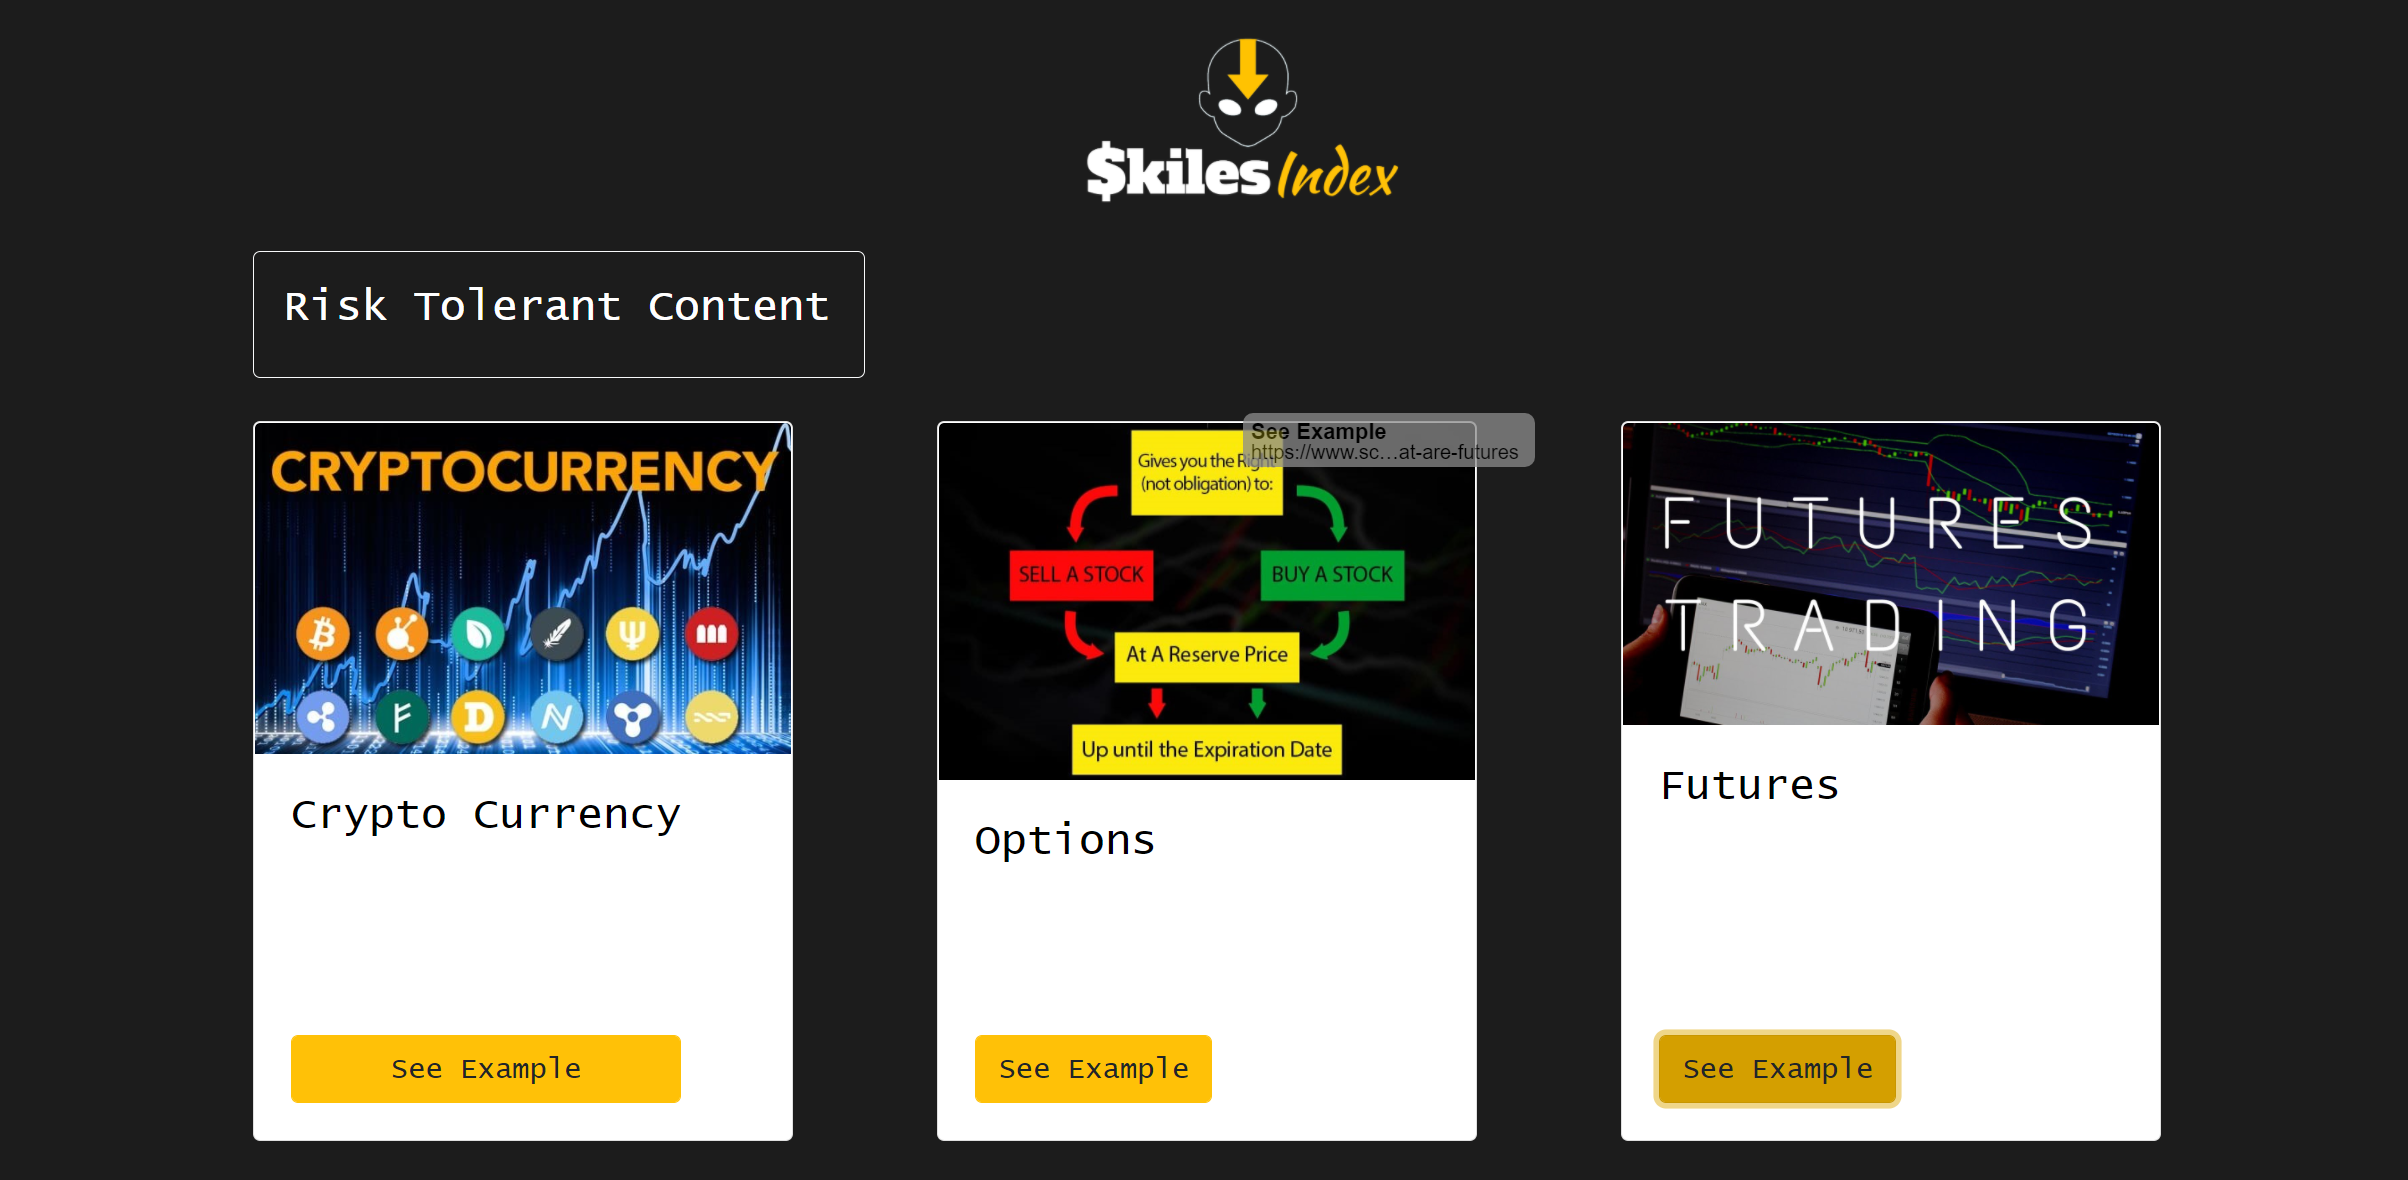 $kiles Index
Risk Tolerant Content
CRYPTOCURRENCY
Crypto Currency
See Example
Gives you the Right
(not obligation) to:
SELL A STOCK
BUY A STOCK
At A Reserve Price
Up until the Expiration Date
See Example
https://www.sc...at-are-futures
Options
See Example
FUTURES
TRADING
Futures
See Example